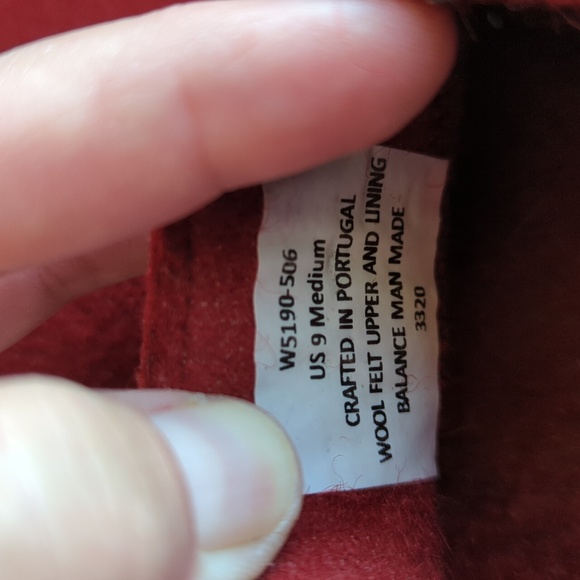 W5190-506
US 9 Medium
CRAFTED IN PORTUGAL
WOOL FELT UPPER AND LINING
BALANCE MAN MADE
3320